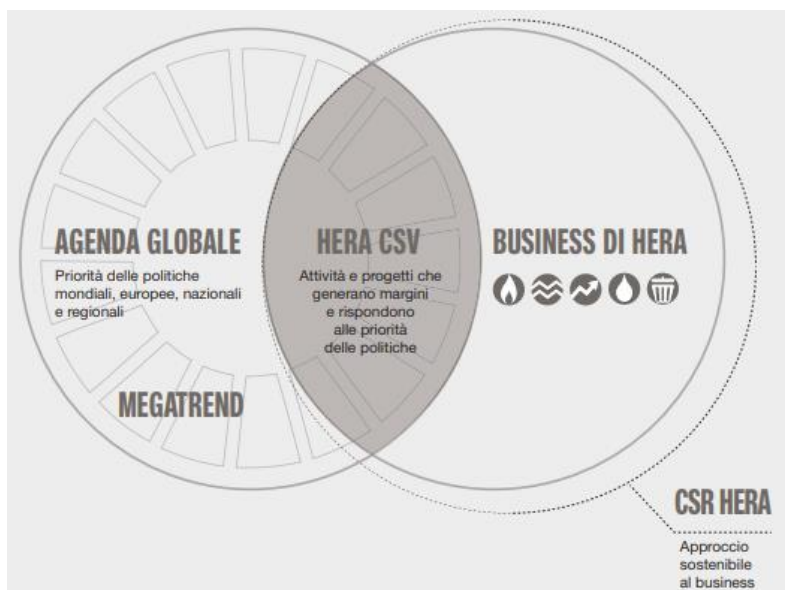 AGENDA GLOBALE
Priorità delle politiche
mondiali, europee, nazionali
e regionali
MEGATREND
HERA CSV
Attività e progetti che
generano margini
e rispondono
alle priorità
delle politiche
BUSINESS DI HERA
CSR HERA
Approccio
sostenibile
al business